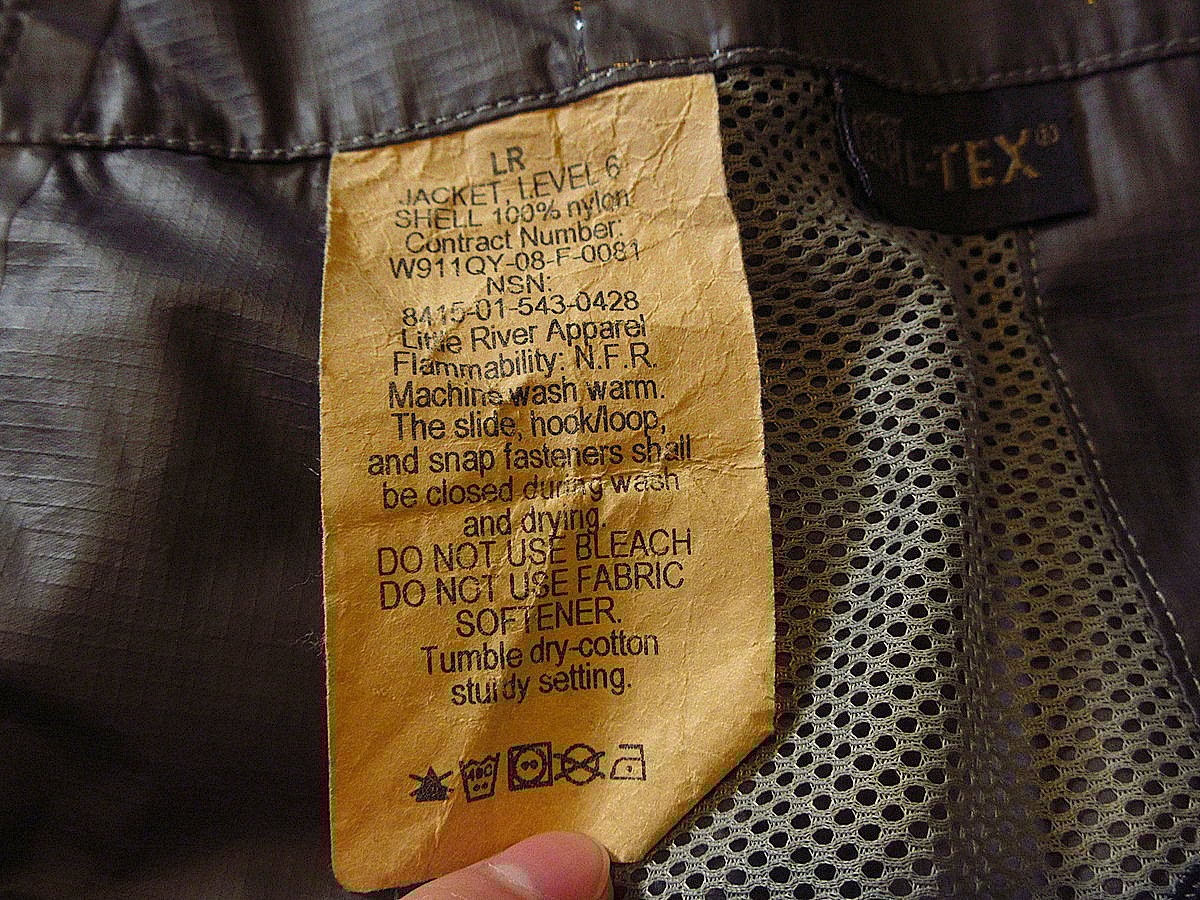 LR
JACKET, LEVEL 6
SHELL 100% nylon
Contract Number:
W911QY-08-F-0081
NSN:
8415-01-543-0428
Little River Apparel
Flammability: N.F.R.
Machine wash warm.
The slide, hook/loop,
and snap fasteners shall
be closed during wash
and drying.
DO NOT USE BLEACH
DO NOT USE FABRIC
SOFTENER.
Tumble dry-cotton
sturdy setting.
40C
-TEX®